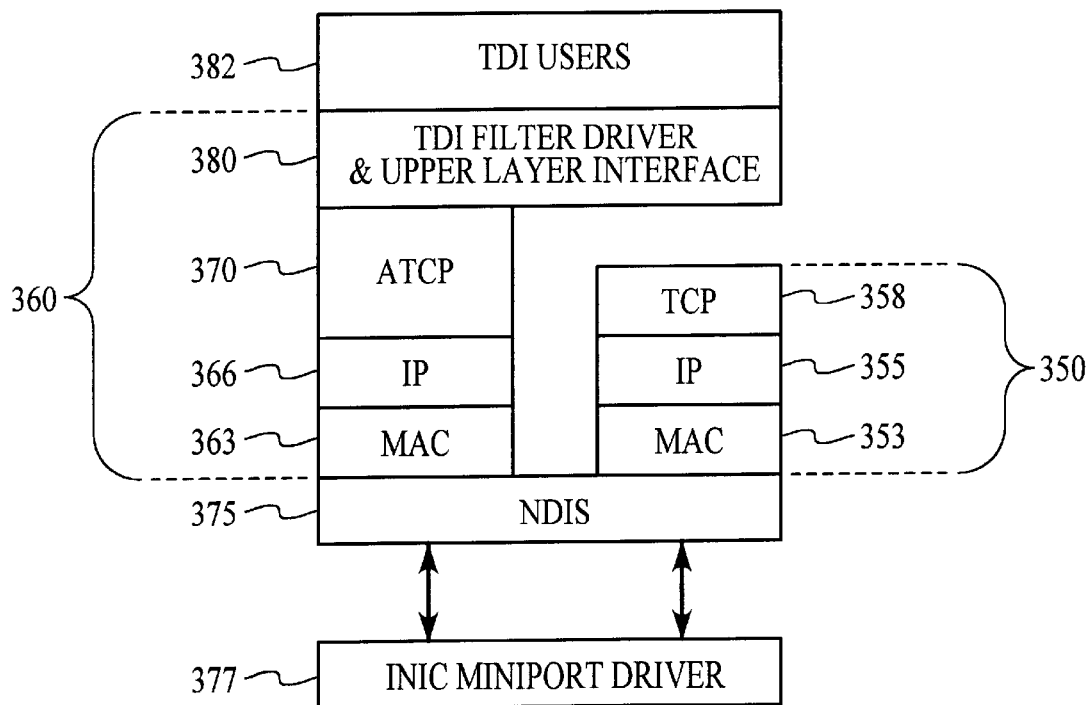 382
TDI USERS
380
TDI FILTER DRIVER
& UPPER LAYER INTERFACE
360
370
ATCP
TCP
358
366
IP
IP
355
350
363
MAC
MAC
353
375
NDIS
377
INIC MINIPORT DRIVER